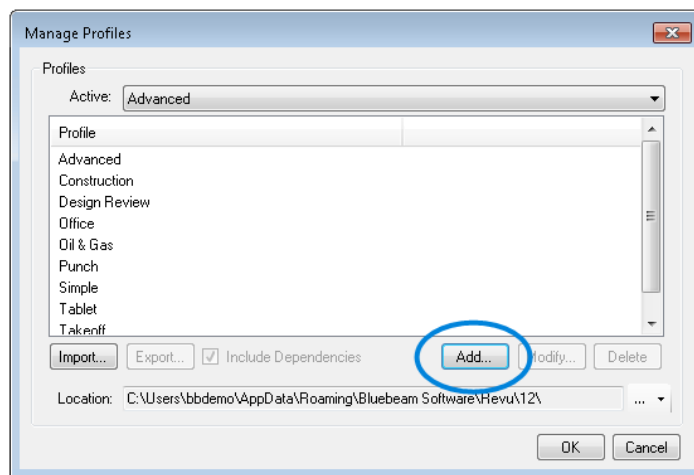 Manage Profiles
Profiles
Active: Advanced
Profile
Advanced
Construction
Design Review
Office
Oil & Gas
Punch
Simple
Tablet
Takeoff
Import... Export... Include Dependencies Add... Modify... Delete
Location: C:\Users\bbdemo\AppData\Roaming\Bluebeam Software\Revu\12\ ...
OK Cancel